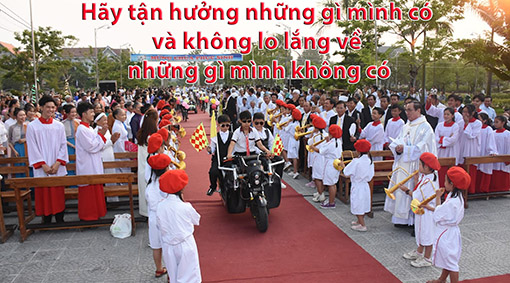 Hãy tận hưởng những gì mình có
và không lo lắng về
những gì mình không có